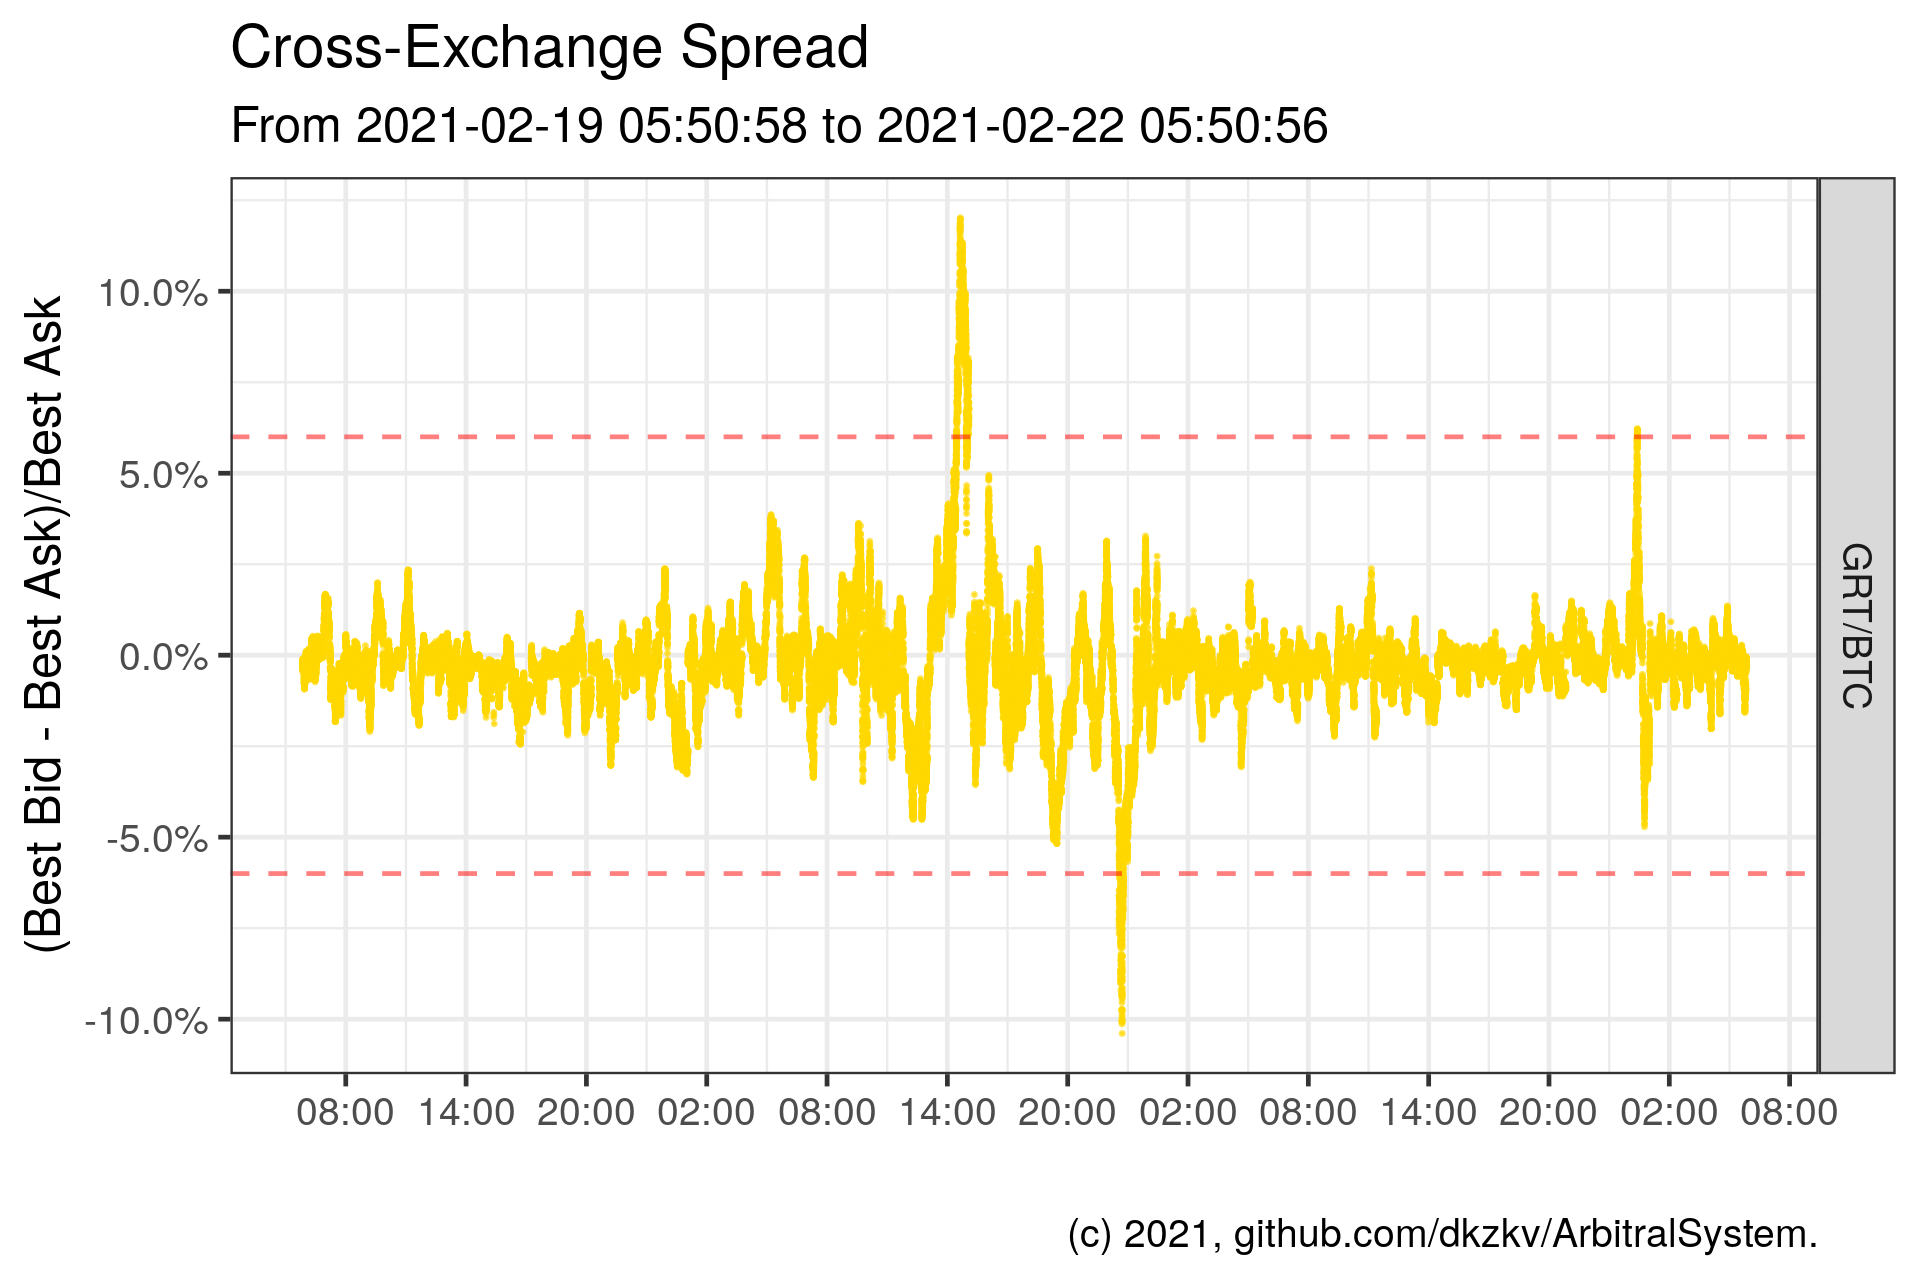 Cross-Exchange Spread
From 2021-02-19 05:50:58 to 2021-02-22 05:50:56
(Best Bid - Best Ask)/Best Ask
10.0%
5.0%
0.0%
-5.0%
-10.0%
GRT/BTC
08:00 14:00 20:00 02:00 08:00 14:00 20:00 02:00 08:00 14:00 20:00 02:00 08:00
(c) 2021, github.com/dkzkv/ArbitralSystem.